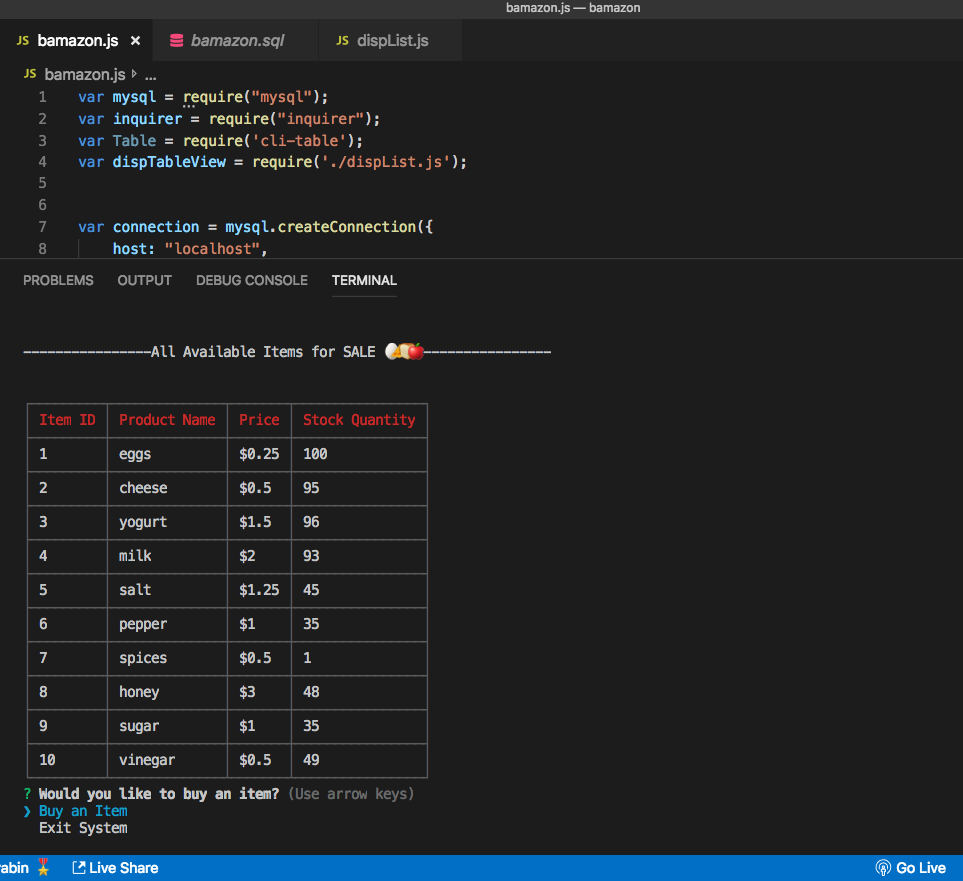 bamazon.js — bamazon
JS bamazon.js × bamazon.sql JS dispList.js
JS bamazon.js ▸ ...
1 var mysql = require("mysql");
2 var inquirer = require("inquirer");
3 var Table = require('cli-table');
4 var dispTableView = require('./dispList.js');
5
6
7 var connection = mysql.createConnection({
8 host: "localhost",
PROBLEMS OUTPUT DEBUG CONSOLE TERMINAL
----------------All Available Items for SALE 🥚🧀🍞🍎----------------
Item ID Product Name Price Stock Quantity
1 eggs $0.25 100
2 cheese $0.5 95
3 yogurt $1.5 96
4 milk $2 93
5 salt $1.25 45
6 pepper $1 35
7 spices $0.5 1
8 honey $3 48
9 sugar $1 35
10 vinegar $0.5 49
? Would you like to buy an item? (Use arrow keys)
❯ Buy an Item
Exit System
rabin 🎖 Live Share Go Live